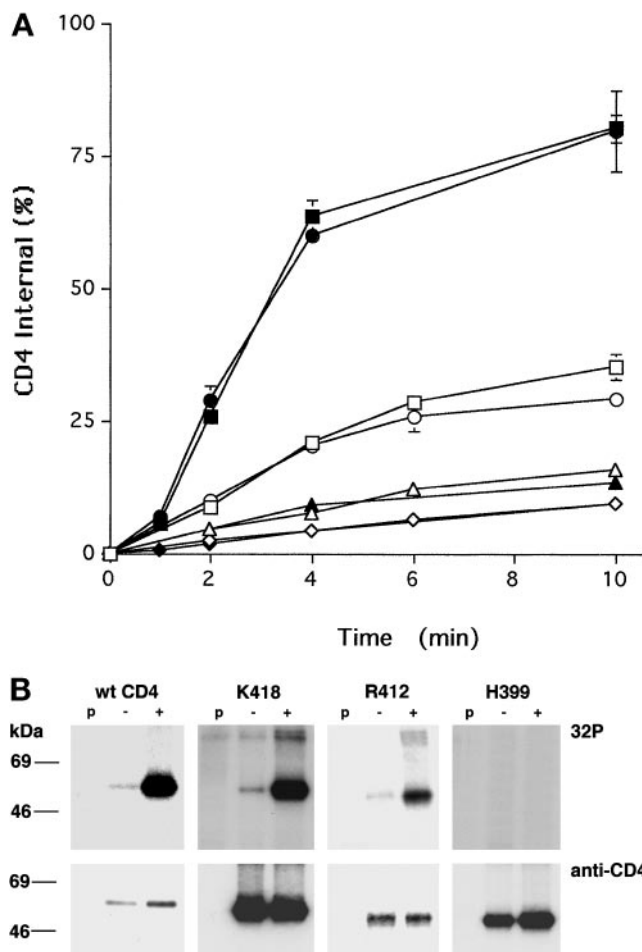 A
100
75
50
25
0
CD4 Internal (%)
0 2 4 6 8 10
Time (min)
B
wt CD4 K418 R412 H399
p - + p - + p - + p - +
kDa
32P
69
46
anti-CD4
69
46